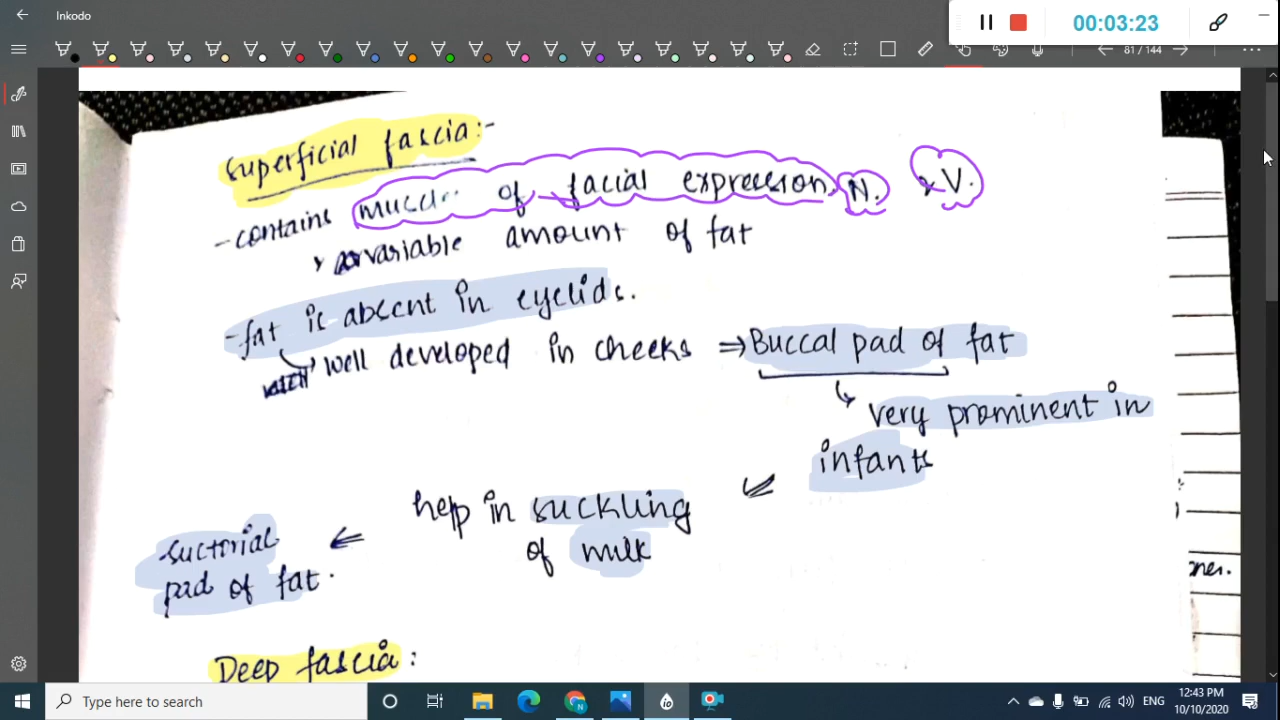 Inkodo
00:03:23
81 / 144
Superficial fascia:-
- contains muscles of facial expression, N. & V.
, variable amount of fat
- fat is absent in eyelids.
well developed in cheeks ⇒ Buccal pad of fat
very prominent in
infants
help in suckling
of milk
suctorial
pad of fat.
ones.
Deep fascia:
Type here to search
ENG
12:43 PM
10/10/2020